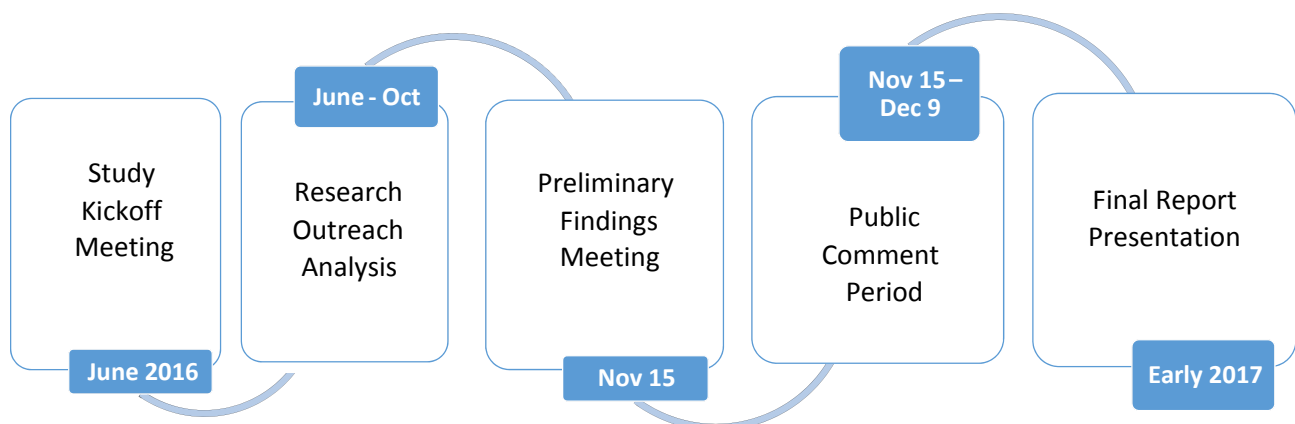 Study
Kickoff
Meeting
June 2016
June - Oct
Research
Outreach
Analysis
Preliminary
Findings
Meeting
Nov 15
Nov 15 –
Dec 9
Public
Comment
Period
Final Report
Presentation
Early 2017